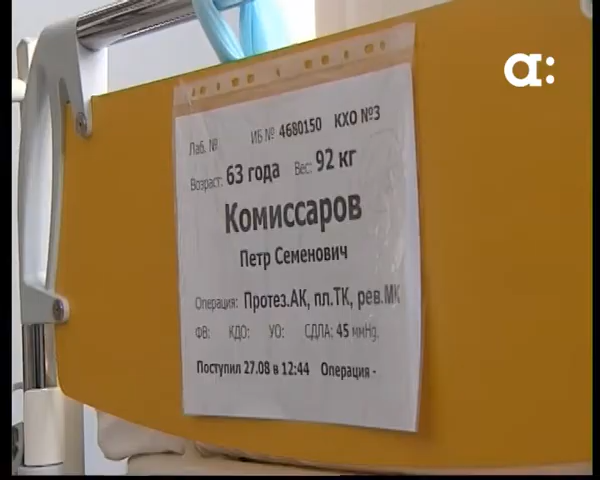 α:
Лаб. №   ИБ № 4680150   КХО №3
Возраст: 63 года   Вес: 92 кг
Комиссаров
Петр Семенович
Операция: Протез.АК, пл.ТК, рев.МК
ФВ:   КДО:   УО:   СДЛА: 45 ммHg.
Поступил 27.08 в 12:44   Операция -